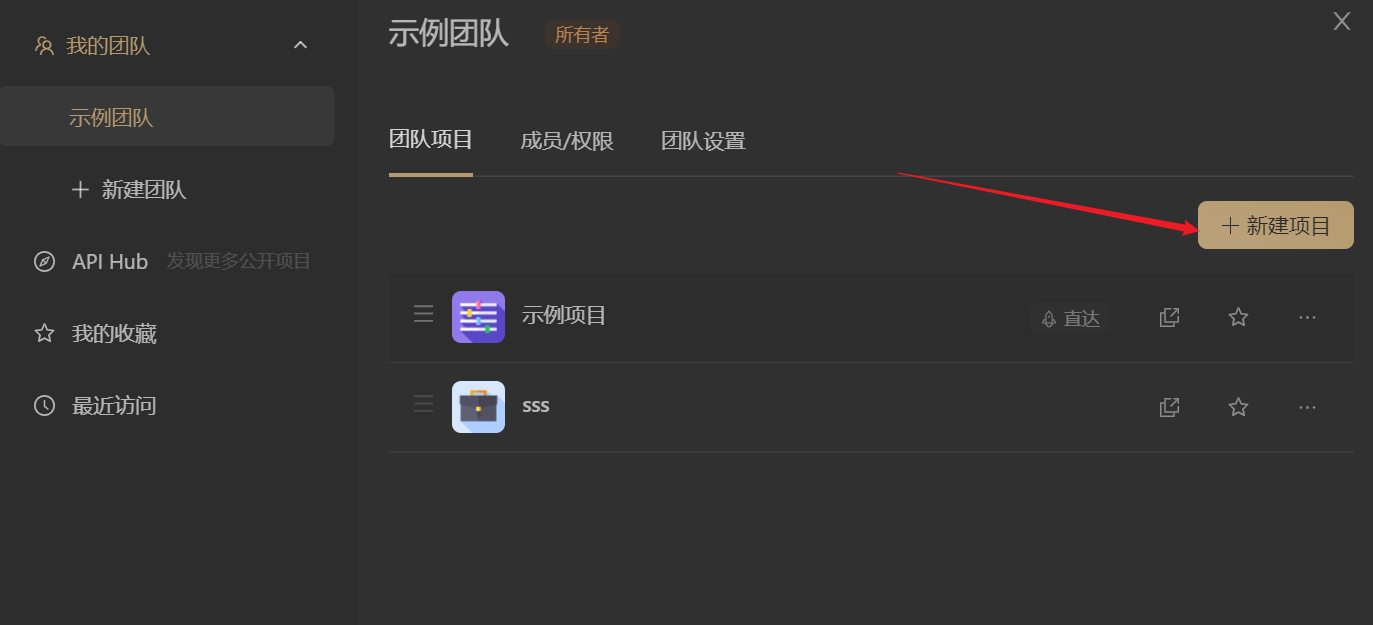 我的团队
示例团队
+ 新建团队
API Hub 发现更多公开项目
我的收藏
最近访问
示例团队 所有者
团队项目 成员/权限 团队设置
+ 新建项目
示例项目 直达
sss